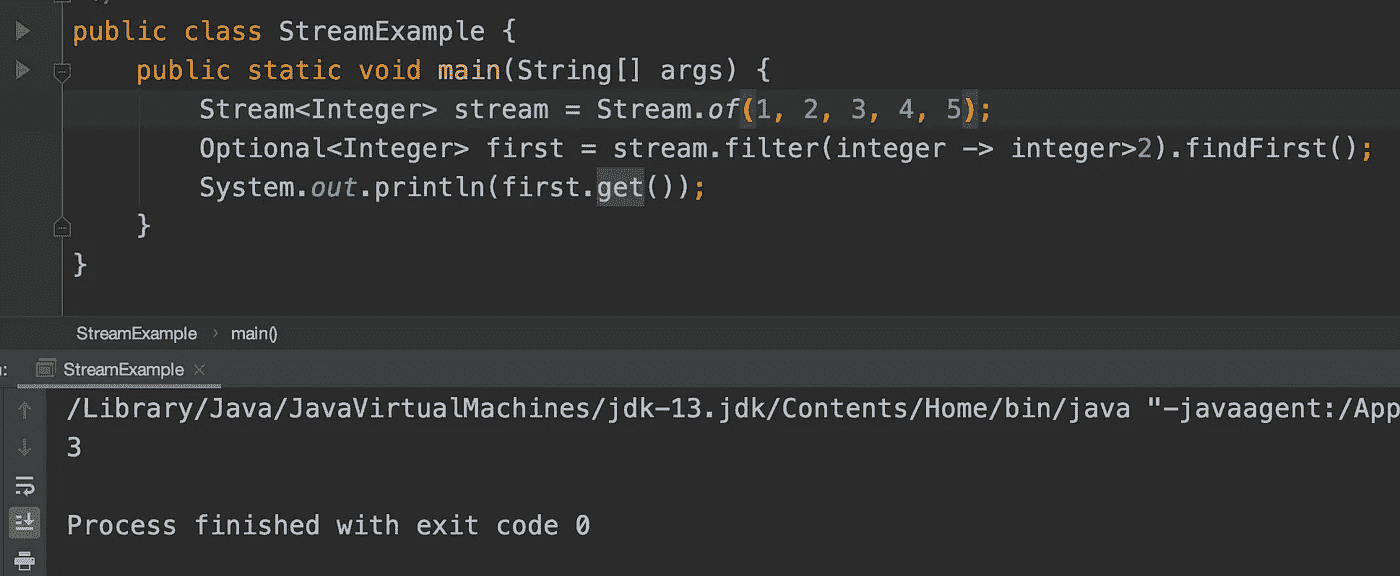 public class StreamExample {
public static void main(String[] args) {
Stream<Integer> stream = Stream.of(1, 2, 3, 4, 5);
Optional<Integer> first = stream.filter(integer -> integer>2).findFirst();
System.out.println(first.get());
}
}
StreamExample › main()
StreamExample ×
/Library/Java/JavaVirtualMachines/jdk-13.jdk/Contents/Home/bin/java "-javaagent:/App
3
Process finished with exit code 0